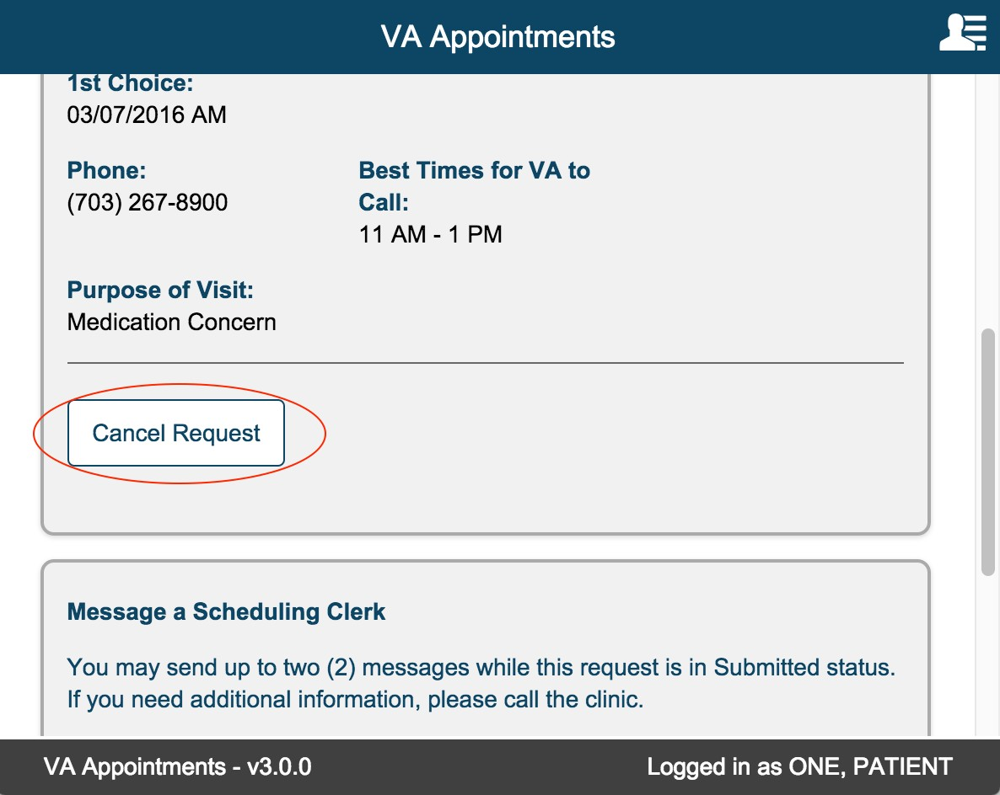 VA Appointments
1st Choice:
03/07/2016 AM
Phone:
(703) 267-8900
Best Times for VA to
Call:
11 AM - 1 PM
Purpose of Visit:
Medication Concern
Cancel Request
Message a Scheduling Clerk
You may send up to two (2) messages while this request is in Submitted status.
If you need additional information, please call the clinic.
VA Appointments - v3.0.0
Logged in as ONE, PATIENT